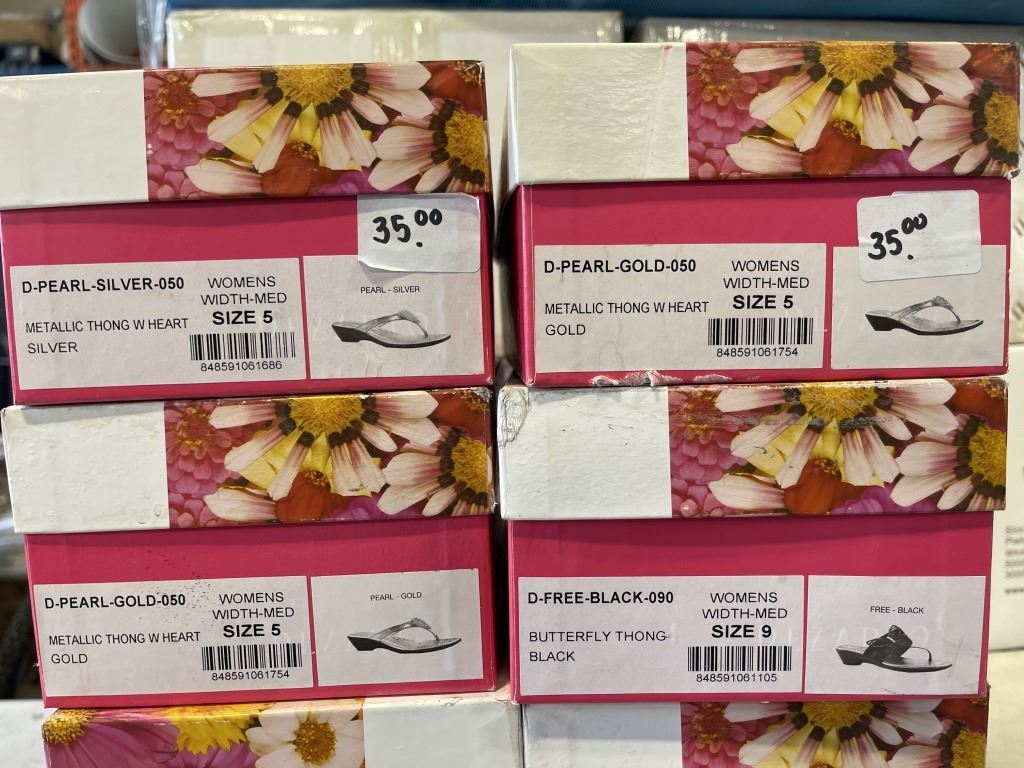 35.00
D-PEARL-SILVER-050
WOMENS
WIDTH-MED
SIZE 5
METALLIC THONG W HEART
SILVER
848591061686
PEARL - SILVER
35.00
D-PEARL-GOLD-050
WOMENS
WIDTH-MED
SIZE 5
METALLIC THONG W HEART
GOLD
848591061754
D-PEARL-GOLD-050
WOMENS
WIDTH-MED
SIZE 5
METALLIC THONG W HEART
GOLD
848591061754
PEARL - GOLD
D-FREE-BLACK-090
WOMENS
WIDTH-MED
SIZE 9
BUTTERFLY THONG
BLACK
848591061105
FREE - BLACK